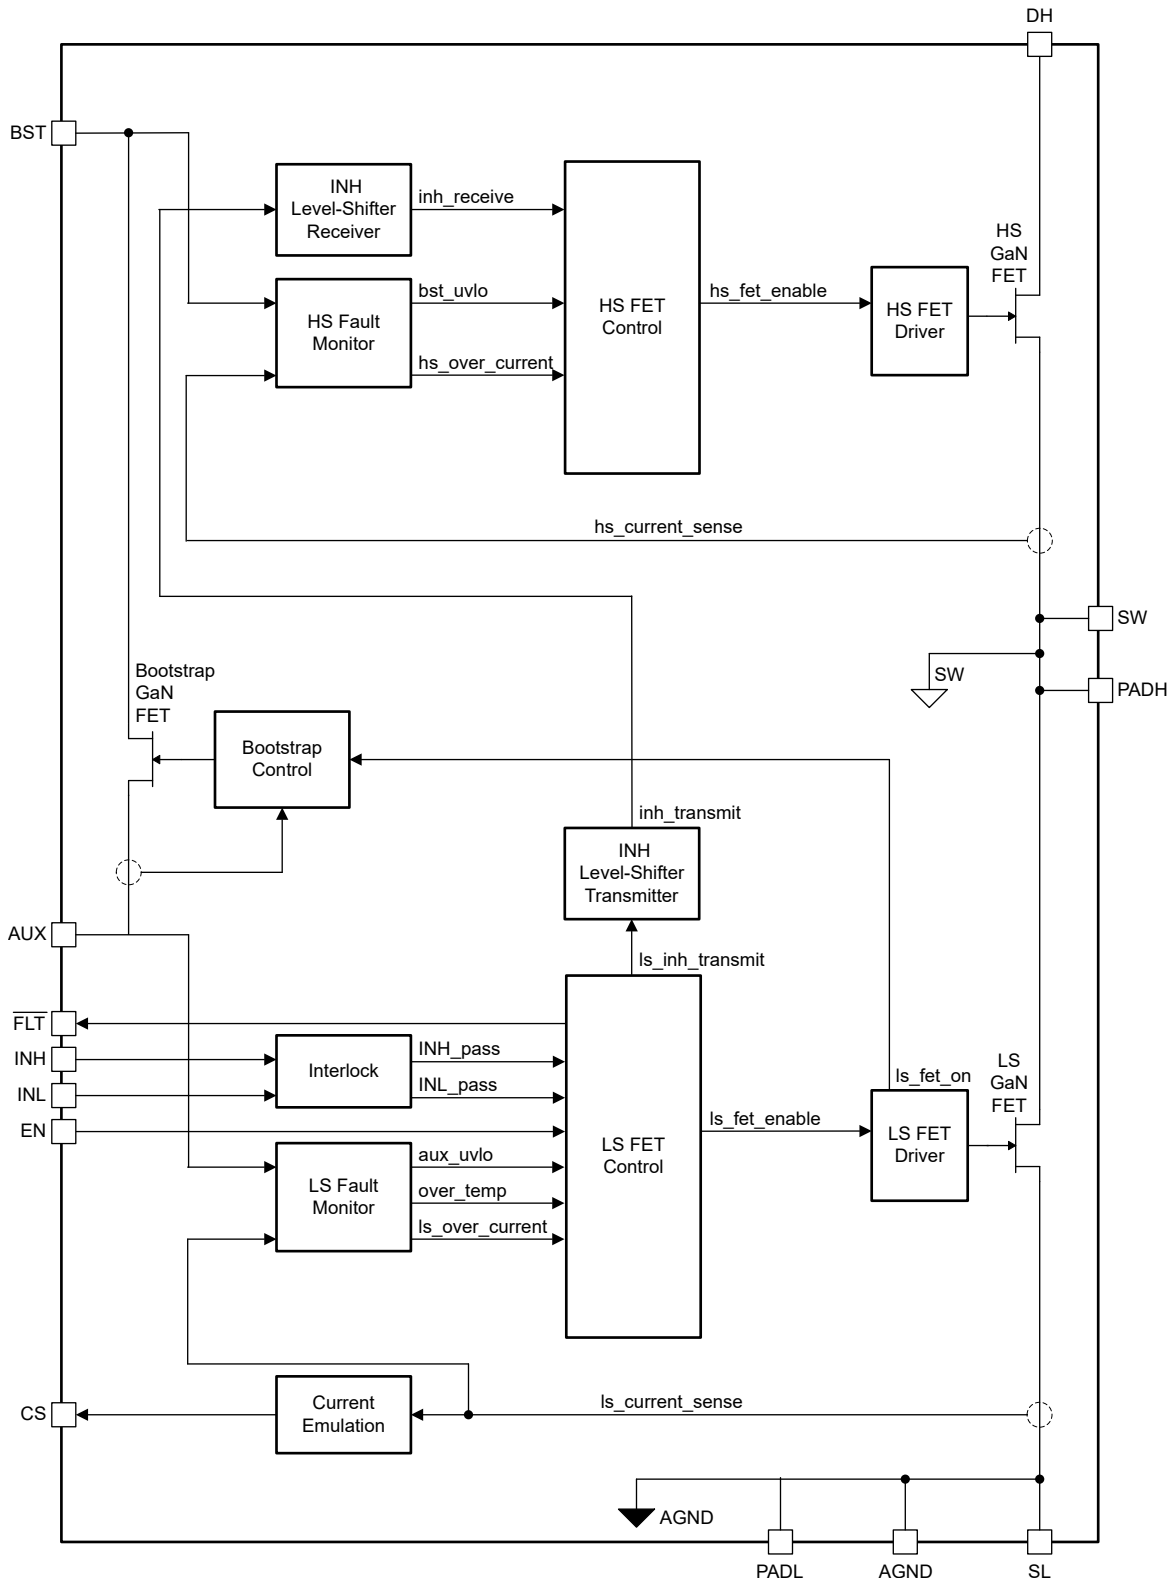 DH
BST
INH
Level-Shifter
Receiver
inh_receive
HS
GaN
FET
bst_uvlo
HS Fault
Monitor
hs_over_current
HS FET
Control
hs_fet_enable
HS FET
Driver
hs_current_sense
SW
SW
PADH
Bootstrap
GaN
FET
Bootstrap
Control
inh_transmit
INH
Level-Shifter
Transmitter
ls_inh_transmit
AUX
FLT
INH
INL
EN
Interlock
INH_pass
INL_pass
aux_uvlo
over_temp
ls_over_current
LS Fault
Monitor
LS FET
Control
ls_fet_enable
ls_fet_on
LS FET
Driver
LS
GaN
FET
CS
Current
Emulation
ls_current_sense
AGND
PADL
AGND
SL